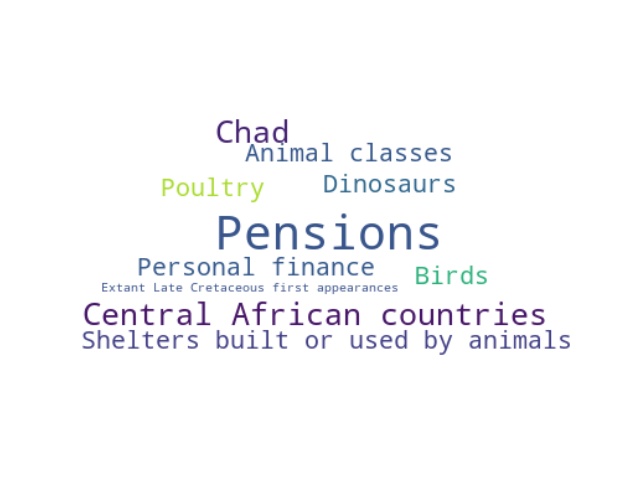 Chad
Animal classes
Poultry
Dinosaurs
Pensions
Personal finance
Birds
Extant Late Cretaceous first appearances
Central African countries
Shelters built or used by animals